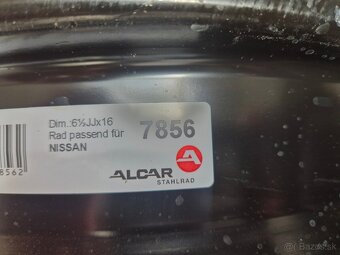 Dim.:6½JJx16
Rad passend für
NISSAN
7856
ALCAR
STAHLRAD
8562
© Bazos.sk